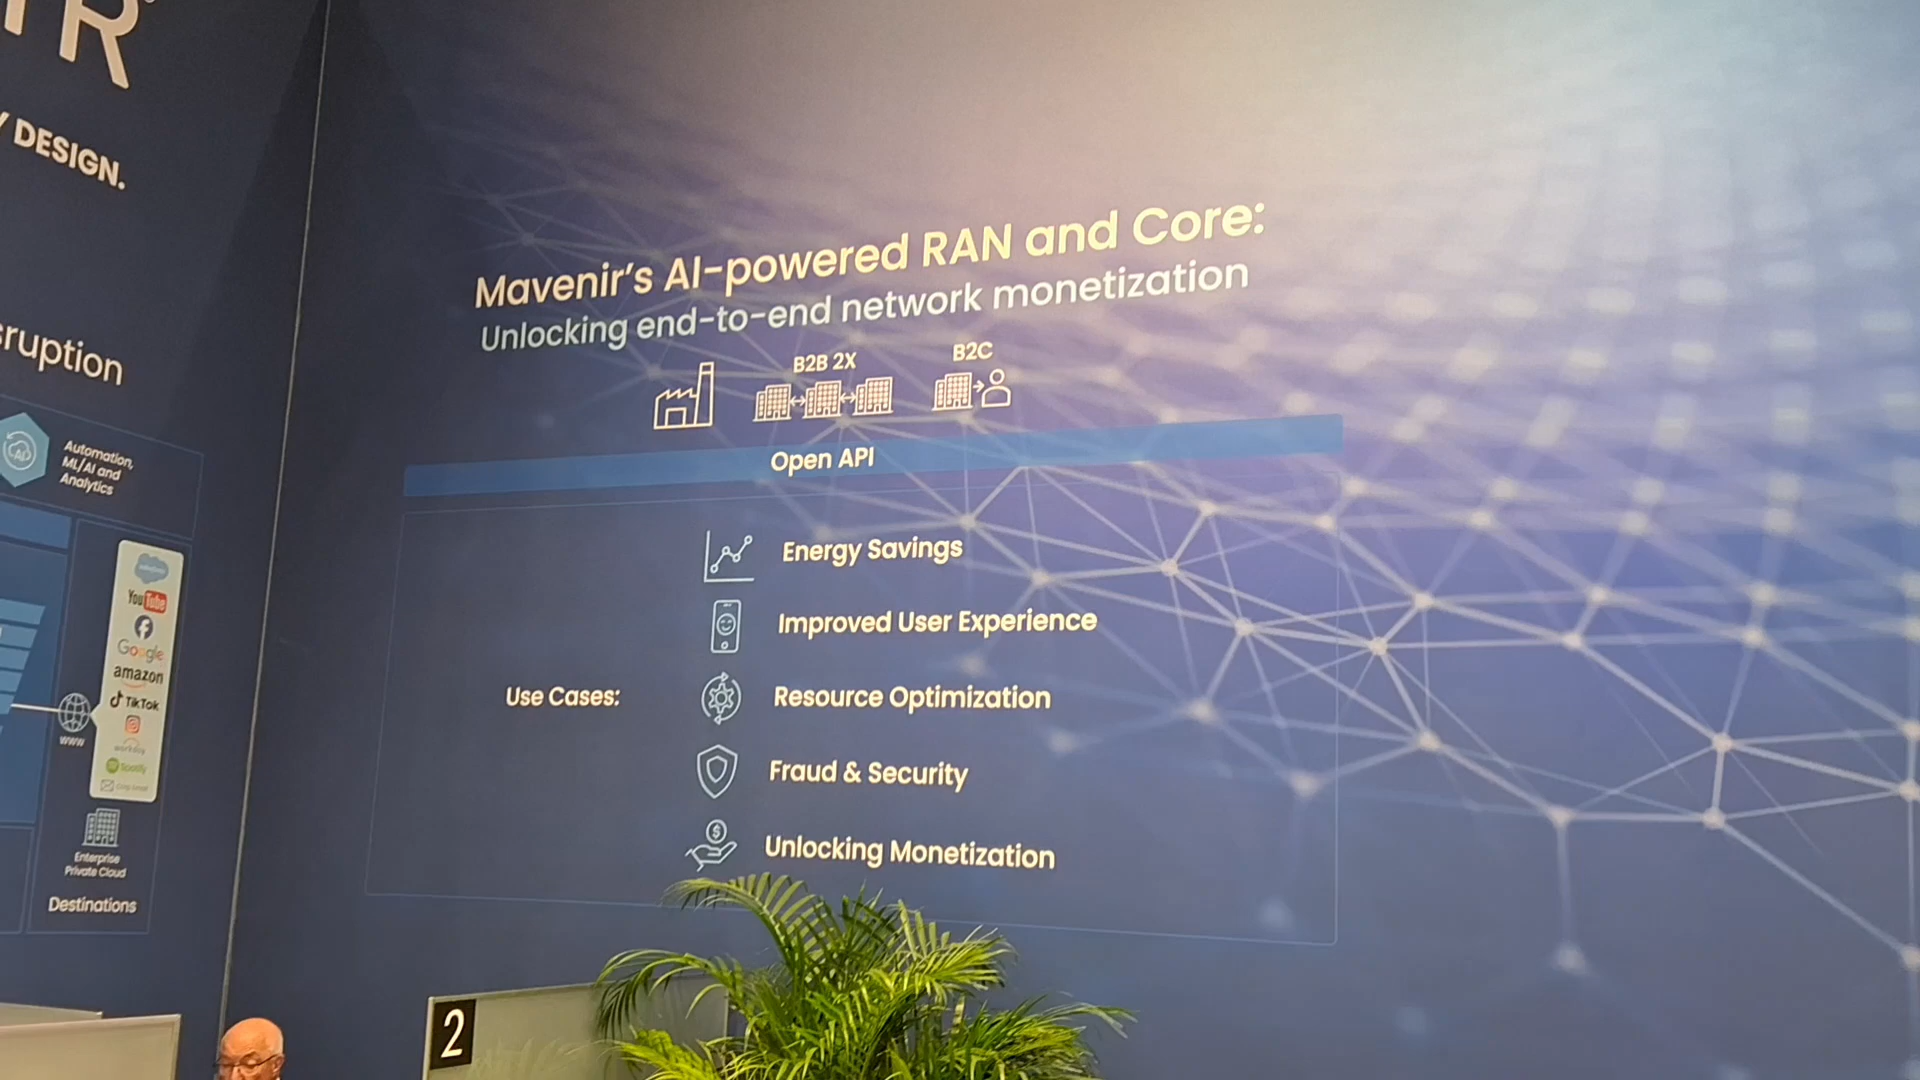 DESIGN.
ruption
Automation,
ML/AI and
Analytics
YouTube
Google
amazon
TikTok
workday
Spotify
www
Enterprise
Private Cloud
Destinations
Mavenir's AI-powered RAN and Core:
Unlocking end-to-end network monetization
B2B 2X
B2C
Open API
Use Cases:
Energy Savings
Improved User Experience
Resource Optimization
Fraud & Security
Unlocking Monetization
2